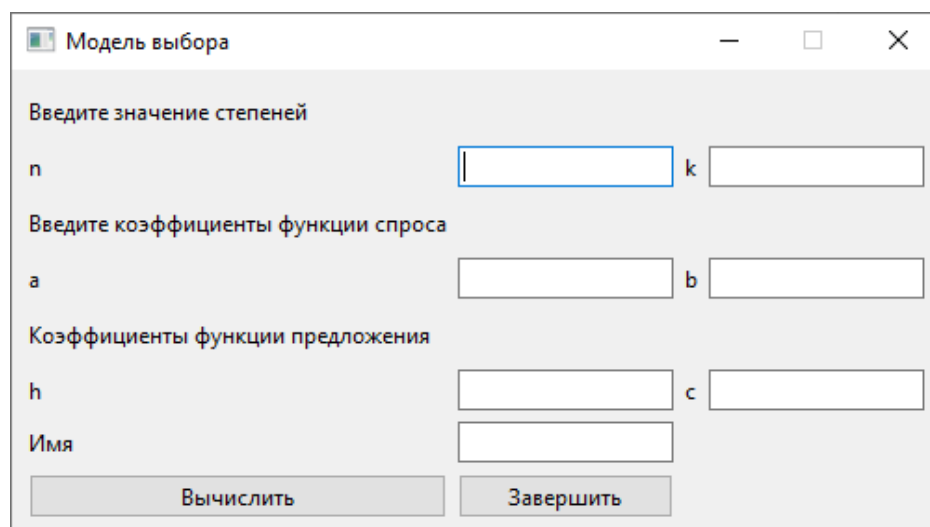 Модель выбора
Введите значение степеней
n k
Введите коэффициенты функции спроса
a b
Коэффициенты функции предложения
h c
Имя
Вычислить Завершить